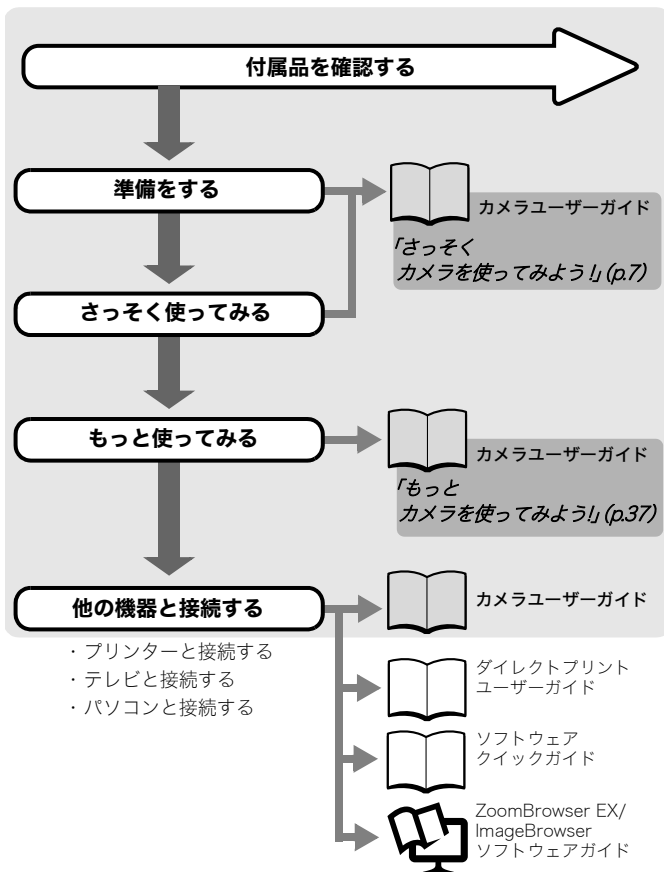 付属品を確認する
準備をする
カメラユーザーガイド
「さっそく
カメラを使ってみよう!」(p.7)
さっそく使ってみる
もっと使ってみる
カメラユーザーガイド
「もっと
カメラを使ってみよう!」(p.37)
他の機器と接続する
・プリンターと接続する
・テレビと接続する
・パソコンと接続する
カメラユーザーガイド
ダイレクトプリント
ユーザーガイド
ソフトウェア
クイックガイド
ZoomBrowser EX/
ImageBrowser
ソフトウェアガイド